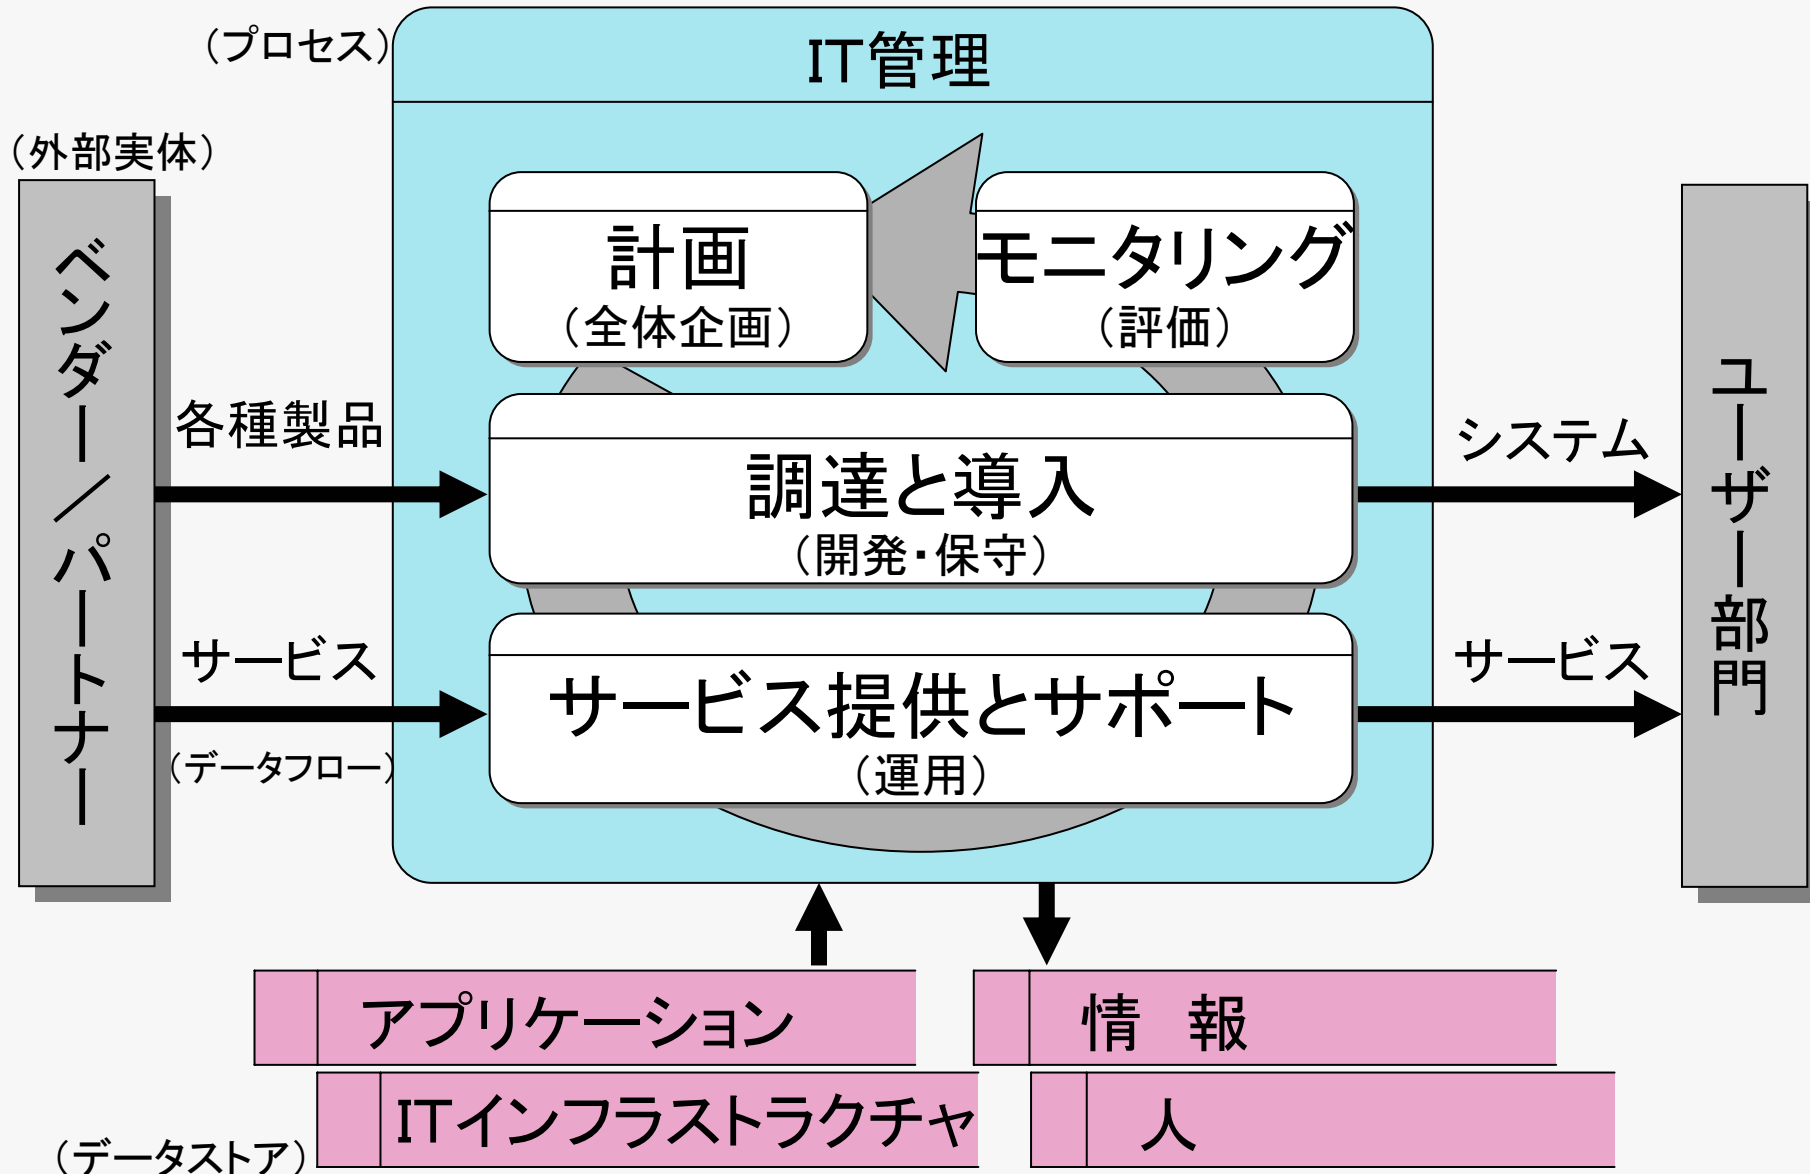 （プロセス）
IT管理
（外部実体）
ベンダー／パートナー
計画
（全体企画）
モニタリング
（評価）
各種製品
調達と導入
（開発・保守）
システム
ユーザー部門
サービス
サービス提供とサポート
（運用）
サービス
（データフロー）
アプリケーション
情　報
ITインフラストラクチャ
人
（データストア）